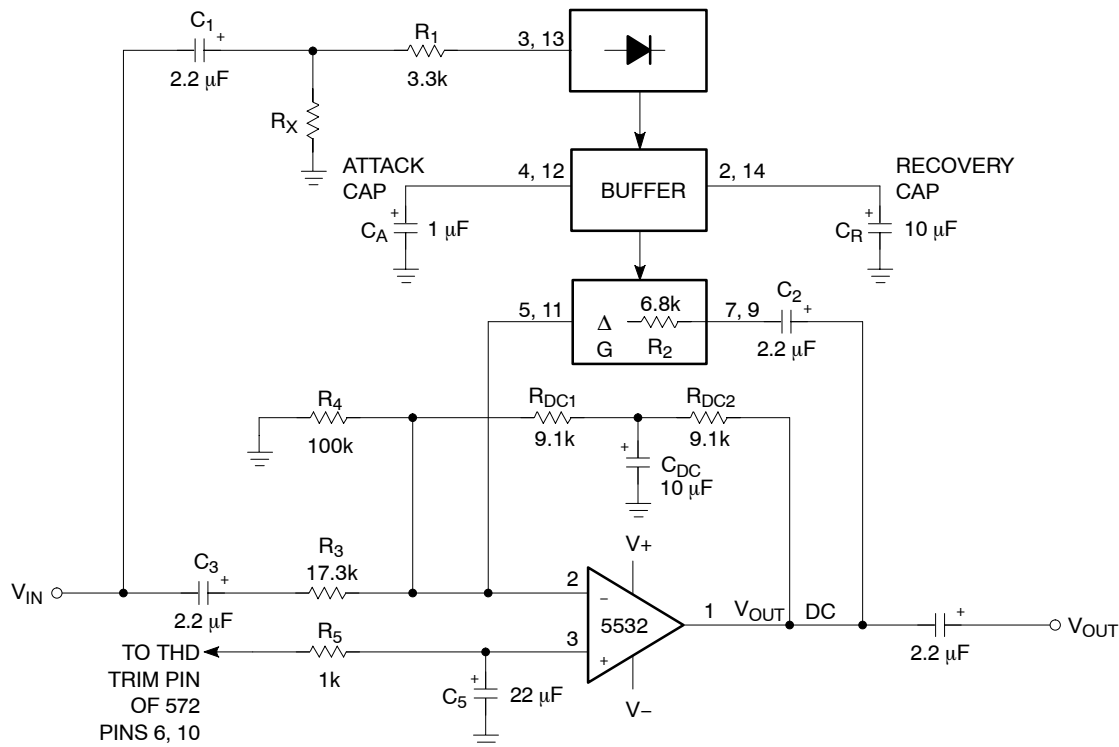 C1
+
2.2 μF
R1
3.3k
3, 13
RX
ATTACK
CAP
4, 12
BUFFER
2, 14
RECOVERY
CAP
+
CA
1 μF
+
CR
10 μF
5, 11
Δ
G
6.8k
R2
7, 9
C2
+
2.2 μF
R4
100k
RDC1
9.1k
RDC2
9.1k
+
CDC
10 μF
VIN
C3
+
2.2 μF
R3
17.3k
2
−
5532
V+
1
VOUT
DC
+
2.2 μF
VOUT
3
+
V−
TO THD
TRIM PIN
OF 572
PINS 6, 10
R5
1k
+
C5
22 μF